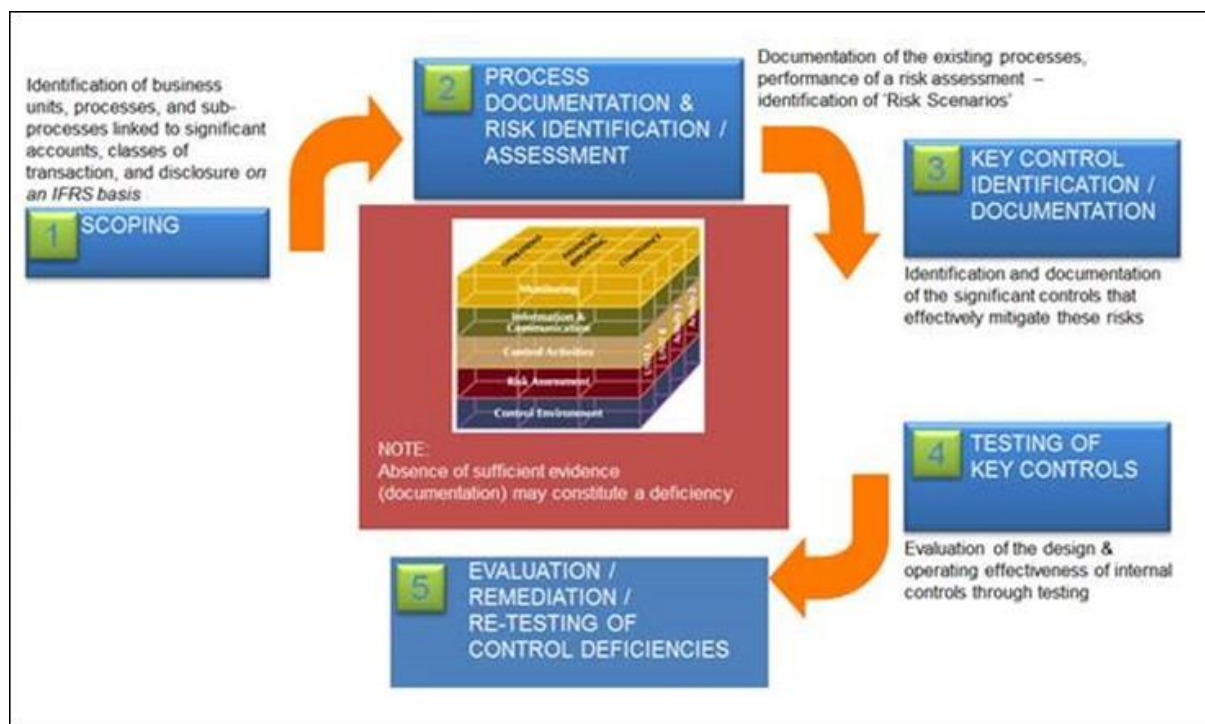 Identification of business
units, processes, and sub-
processes linked to significant
accounts, classes of
transaction, and disclosure on
an IFRS basis
1
SCOPING
2
PROCESS
DOCUMENTATION &
RISK IDENTIFICATION /
ASSESSMENT
Documentation of the existing processes,
performance of a risk assessment –
identification of 'Risk Scenarios'
3
KEY CONTROL
IDENTIFICATION /
DOCUMENTATION
Identification and documentation
of the significant controls that
effectively mitigate these risks
OPERATIONS
FINANCIAL
REPORTING
COMPLIANCE
Monitoring
Information &
Communication
Control Activities
Risk Assessment
Control Environment
NOTE:
Absence of sufficient evidence
(documentation) may constitute a deficiency
4
TESTING OF
KEY CONTROLS
Evaluation of the design &
operating effectiveness of internal
controls through testing
5
EVALUATION /
REMEDIATION /
RE-TESTING OF
CONTROL DEFICIENCIES